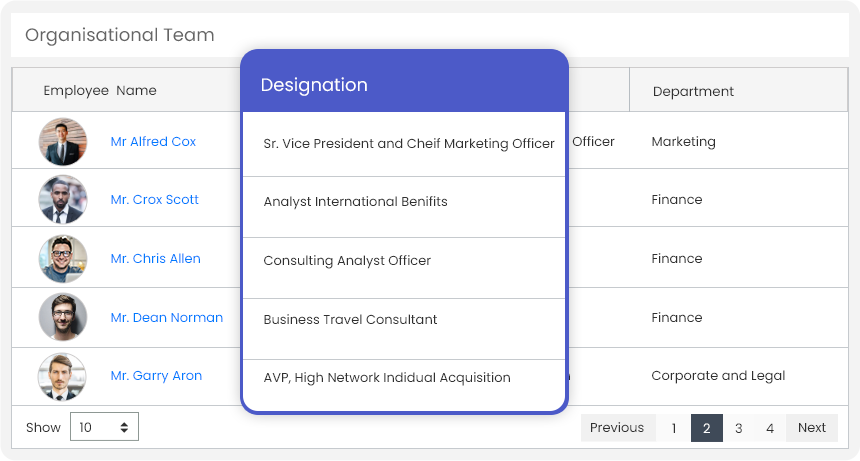 Organisational Team
Employee Name Designation Department
Mr Alfred Cox Sr. Vice President and Cheif Marketing Officer Officer Marketing
Mr. Crox Scott Analyst International Benifits Finance
Mr. Chris Allen Consulting Analyst Officer Finance
Mr. Dean Norman Business Travel Consultant Finance
Mr. Garry Aron AVP, High Network Indidual Acquisition Corporate and Legal
Show 10 Previous 1 2 3 4 Next